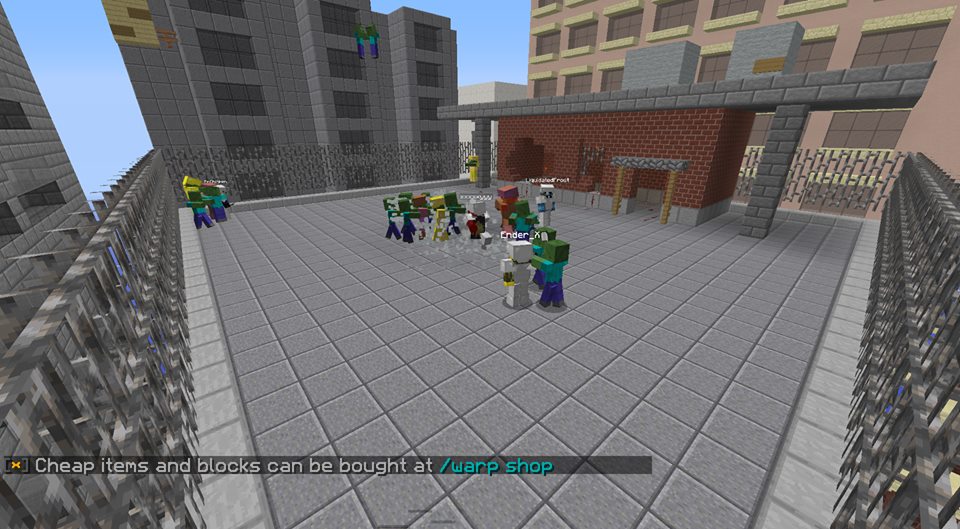 LiquidatedFrost
Ender_X
Cheap items and blocks can be bought at /warp shop